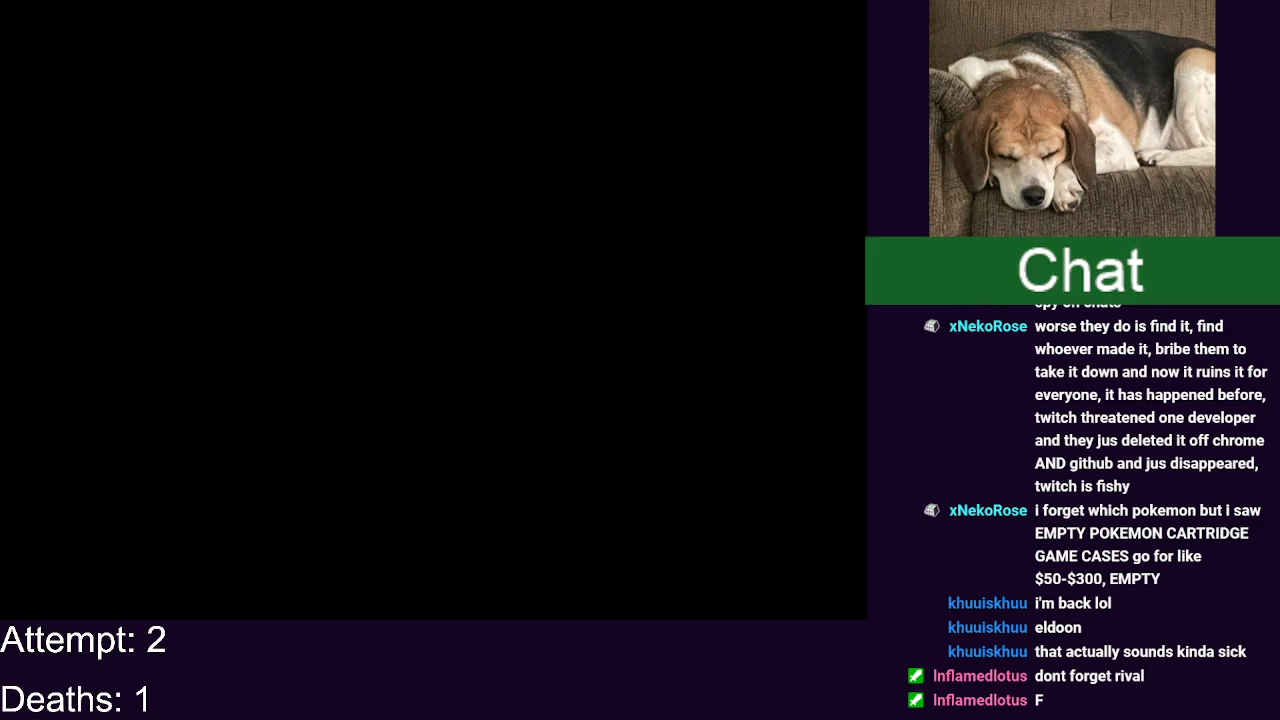 Chat
spy on chats
xNekoRose worse they do is find it, find
whoever made it, bribe them to
take it down and now it ruins it for
everyone, it has happened before,
twitch threatened one developer
and they jus deleted it off chrome
AND github and jus disappeared,
twitch is fishy
xNekoRose i forget which pokemon but i saw
EMPTY POKEMON CARTRIDGE
GAME CASES go for like
$50-$300, EMPTY
khuuiskhuu i'm back lol
khuuiskhuu eldoon
khuuiskhuu that actually sounds kinda sick
Inflamedlotus dont forget rival
Inflamedlotus F
Attempt: 2
Deaths: 1